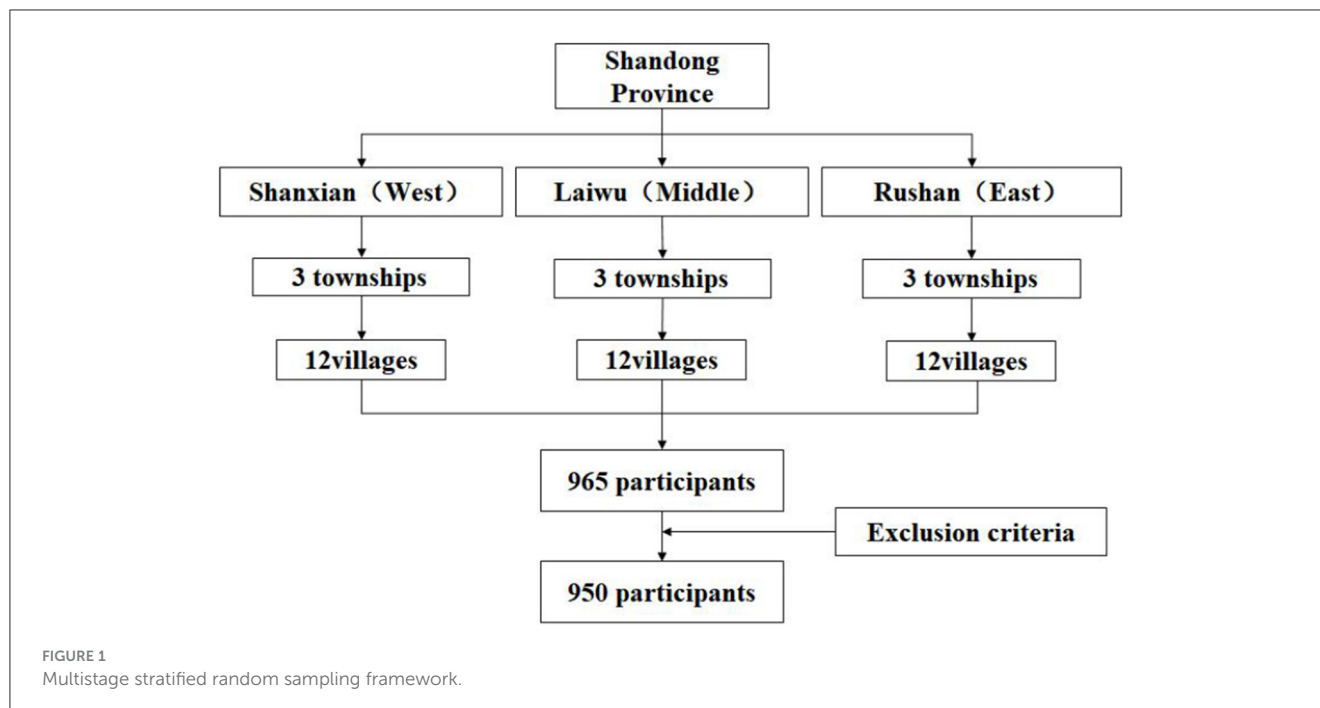 Shandong
Province
Shanxian（West）
Laiwu（Middle）
Rushan（East）
3 townships
3 townships
3 townships
12villages
12villages
12villages
965 participants
Exclusion criteria
950 participants
FIGURE 1
Multistage stratified random sampling framework.